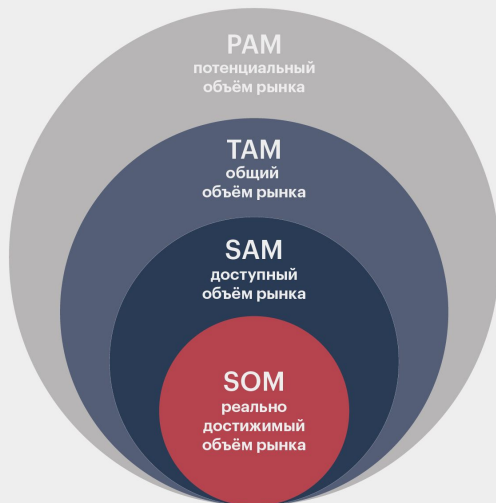 PAM
потенциальный
объём рынка
TAM
общий
объём рынка
SAM
доступный
объём рынка
SOM
реально
достижимый
объём рынка